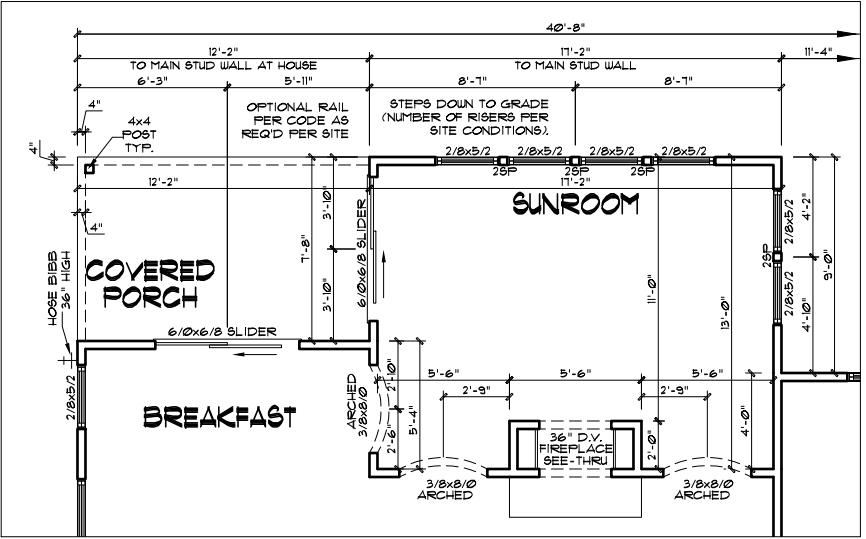 40'-8"
12'-2"
17'-2"
11'-4"
TO MAIN STUD WALL AT HOUSE
TO MAIN STUD WALL
6'-3"
5'-11"
8'-7"
8'-7"
4"
4x4
POST
TYP.
OPTIONAL RAIL
PER CODE AS
REQ'D PER SITE
STEPS DOWN TO GRADE
(NUMBER OF RISERS PER
SITE CONDITIONS).
4"
2/8x5/2
2/8x5/2
2/8x5/2
2/8x5/2
2SP
2SP
2SP
12'-2"
17'-2"
3'-10"
7'-8"
3'-10"
6/0x6/8 SLIDER
SUNROOM
2/8x5/2
4'-2"
2SP
9'-0"
2/8x5/2
4'-10"
4"
COVERED
PORCH
HOSE BIBB
36" HIGH
11'-0"
13'-0"
6/0x6/8 SLIDER
2/8x5/2
BREAKFAST
ARCHED
3/8x8/0
2'-10"
2'-6"
5'-4"
5'-6"
5'-6"
5'-6"
2'-9"
2'-9"
4'-0"
2'-0"
36" D.V.
FIREPLACE
SEE-THRU
3/8x8/0
ARCHED
3/8x8/0
ARCHED